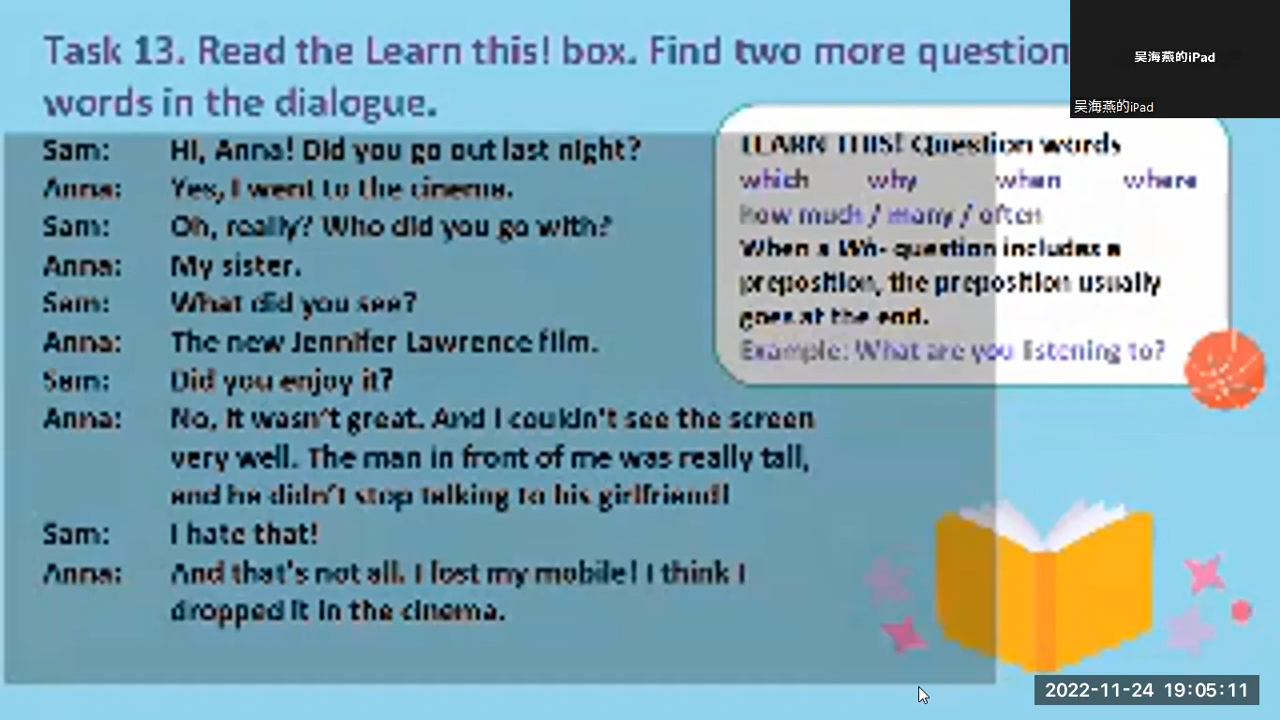 Task 13. Read the Learn this! box. Find two more question
words in the dialogue.
吴海燕的iPad
吴海燕的iPad
Sam: Hi, Anna! Did you go out last night?
Anna: Yes, I went to the cinema.
Sam: Oh, really? Who did you go with?
Anna: My sister.
Sam: What did you see?
Anna: The new Jennifer Lawrence film.
Sam: Did you enjoy it?
Anna: No, it wasn't great. And I couldn't see the screen
very well. The man in front of me was really tall,
and he didn't stop talking to his girlfriend!
Sam: I hate that!
Anna: And that's not all. I lost my mobile! I think I
dropped it in the cinema.
LEARN THIS! Question words
which why when where
how much / many / often
When a Wh- question includes a
preposition, the preposition usually
goes at the end.
Example: What are you listening to?
2022-11-24 19:05:11